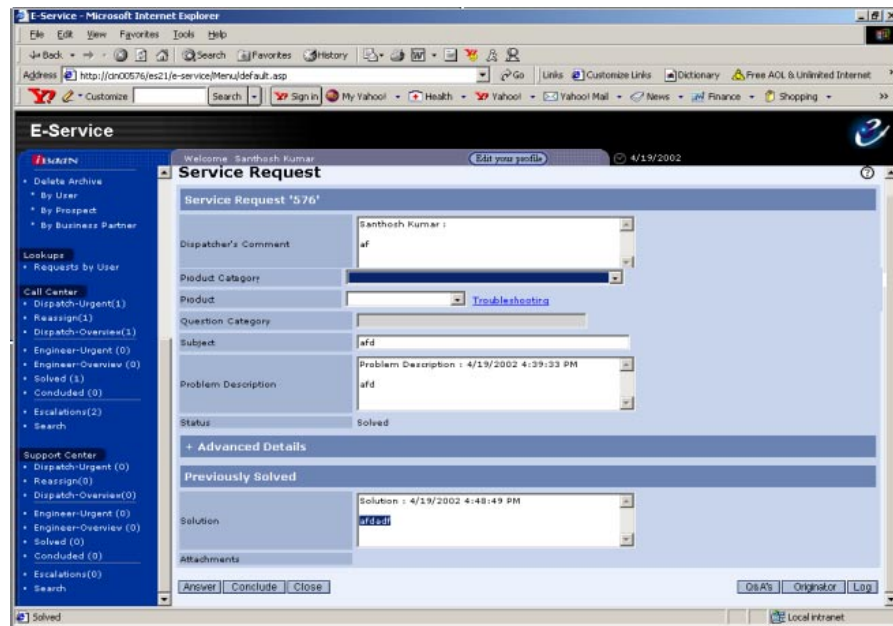 E-Service - Microsoft Internet Explorer
File Edit View Favorites Tools Help
Back Search Favorites History
Address http://cin00576/es21/e-service/Menu/default.asp Go Links Customize Links Dictionary Free AOL & Unlimited Internet
Y! Customize Search Sign in My Yahoo! Health Yahoo! Yahoo! Mail News Finance Shopping
E-Service
Welcome Santhosh Kumar Edit your profile 4/19/2002
Service Request
Delete Archive
By User
By Prospect
By Business Partner
Lookups
Requests by User
Call Center
Dispatch-Urgent(1)
Reassign(1)
Dispatch-Overview(1)
Engineer-Urgent (0)
Engineer-Overview (0)
Solved (1)
Concluded (0)
Escalations(2)
Search
Support Center
Dispatch-Urgent (0)
Reassign(0)
Dispatch-Overview(0)
Engineer-Urgent (0)
Engineer-Overview (0)
Solved (0)
Concluded (0)
Escalations(0)
Search
Service Request '576'
Dispatcher's Comment
Santhosh Kumar :
af
Product Catagory
Product Troubleshooting
Question Category
Subject afd
Problem Description
Problem Description : 4/19/2002 4:39:33 PM
afd
Status Solved
+ Advanced Details
Previously Solved
Solution
Solution : 4/19/2002 4:48:49 PM
afdadf
Attachments
Answer Conclude Close Q&A's Originator Log
Solved Local intranet